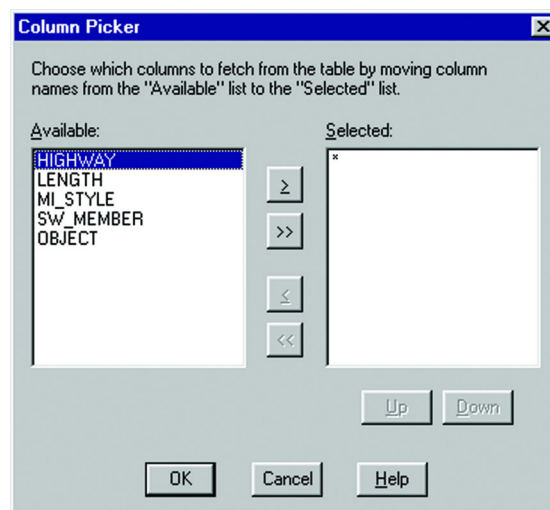 Column Picker
Choose which columns to fetch from the table by moving column
names from the "Available" list to the "Selected" list.
Available:
Selected:
HIGHWAY
LENGTH
MI_STYLE
SW_MEMBER
OBJECT
*
>
>>
<
<<
Up
Down
OK
Cancel
Help